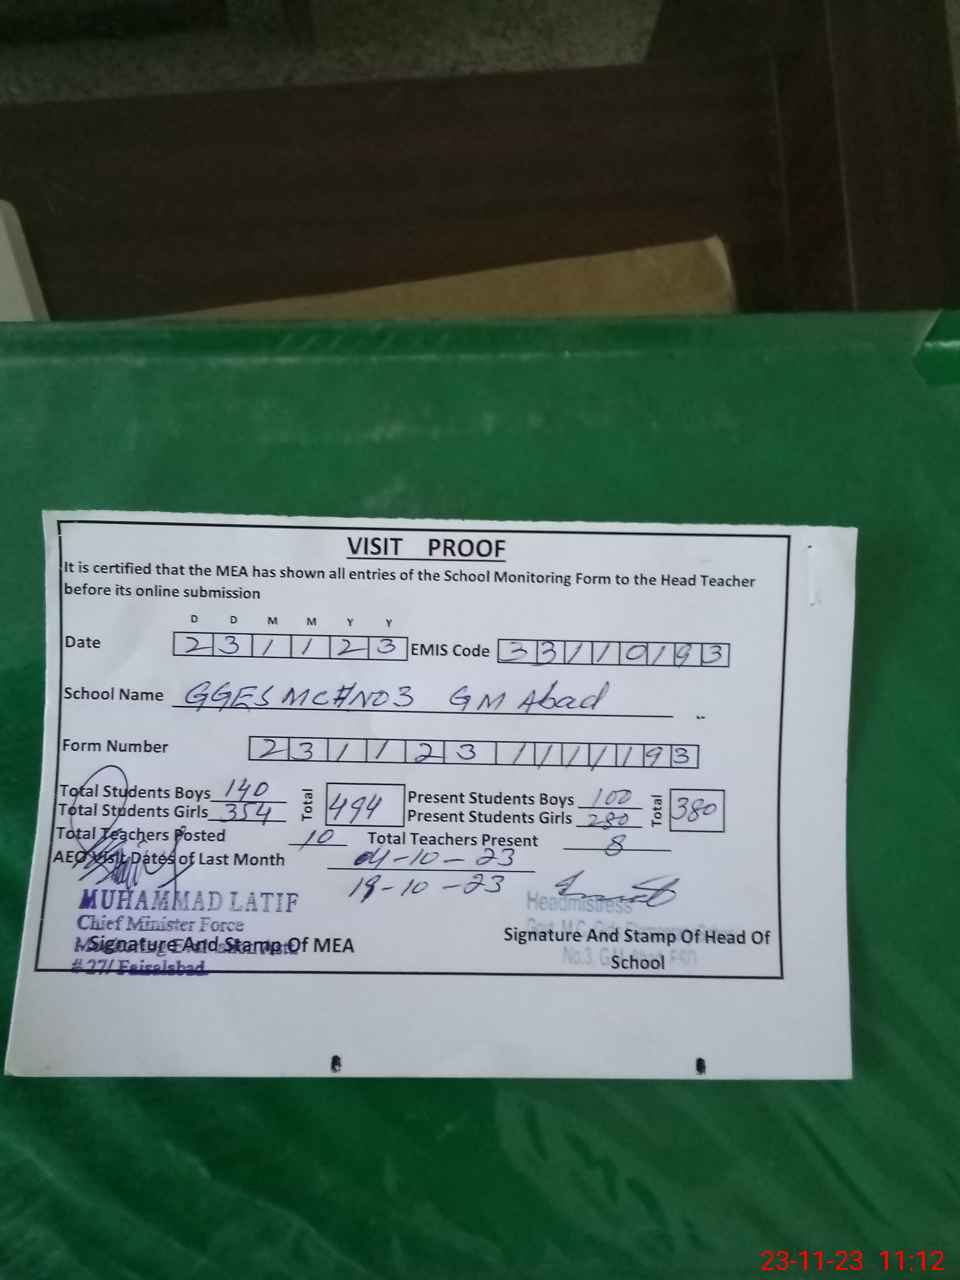 VISIT PROOF
It is certified that the MEA has shown all entries of the School Monitoring Form to the Head Teacher
before its online submission
D D M M Y Y
Date 2 3 1 1 2 3 EMIS Code 3 3 1 1 0 1 9 3
School Name GGES MC#NO3 GM Abad
Form Number 2 3 1 1 2 3 1 1 1 1 1 9 3
Total Students Boys 140 Total 494 Present Students Boys 100 Total 380
Total Students Girls 354 Present Students Girls 280
Total Teachers Posted 10 Total Teachers Present 8
AEO Visit Dates of Last Month 04-10-23
19-10-23
MUHAMMAD LATIF Headmistress
Chief Minister Force
Signature And Stamp Of MEA Signature And Stamp Of Head Of
# 27/ Faisalabad No.3, School
23-11-23 11:12